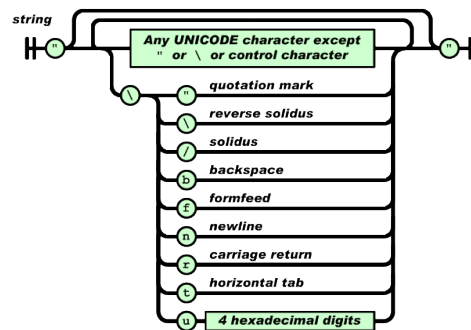 string
"
Any UNICODE character except
" or \ or control character
"
\
" quotation mark
\ reverse solidus
/ solidus
b backspace
f formfeed
n newline
r carriage return
t horizontal tab
u 4 hexadecimal digits